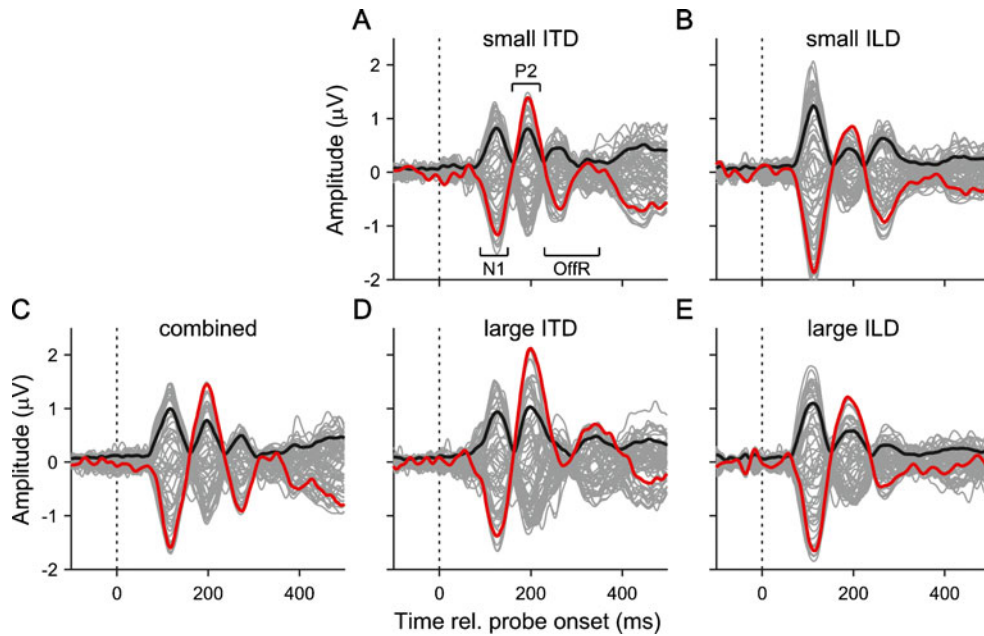 A
small ITD
Amplitude (μV)
2
1
0
-1
-2
P2
N1
OffR
B
small ILD
C
combined
Amplitude (μV)
2
1
0
-1
-2
0
200
400
D
large ITD
0
200
400
Time rel. probe onset (ms)
E
large ILD
0
200
400